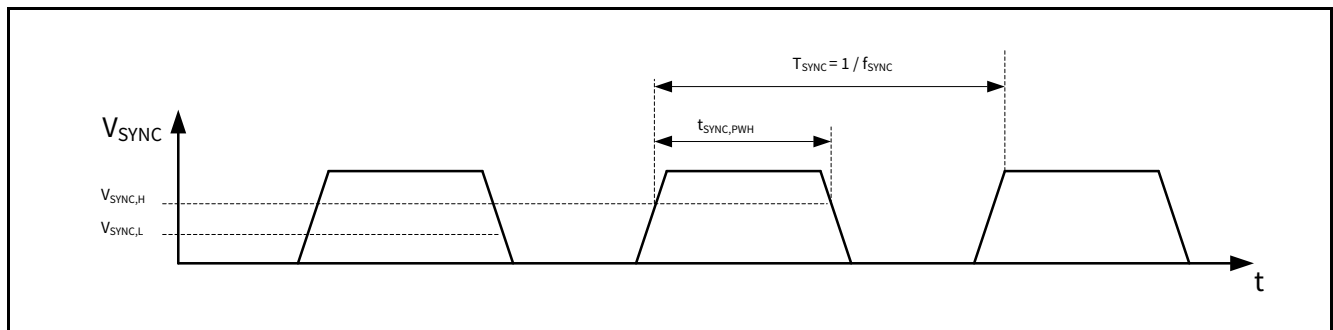 T_SYNC = 1 / f_SYNC
t_SYNC,PWH
V_SYNC
V_SYNC,H
V_SYNC,L
t